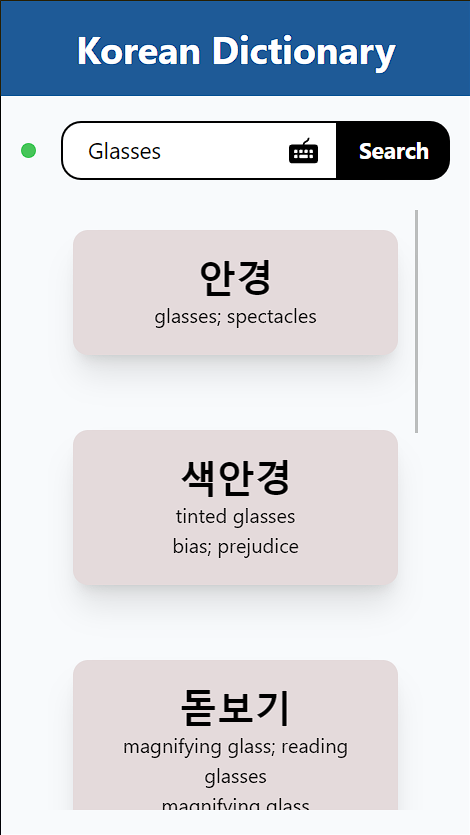 Korean Dictionary
Glasses
Search
안경
glasses; spectacles
색안경
tinted glasses
bias; prejudice
돋보기
magnifying glass; reading
glasses
magnifying glass